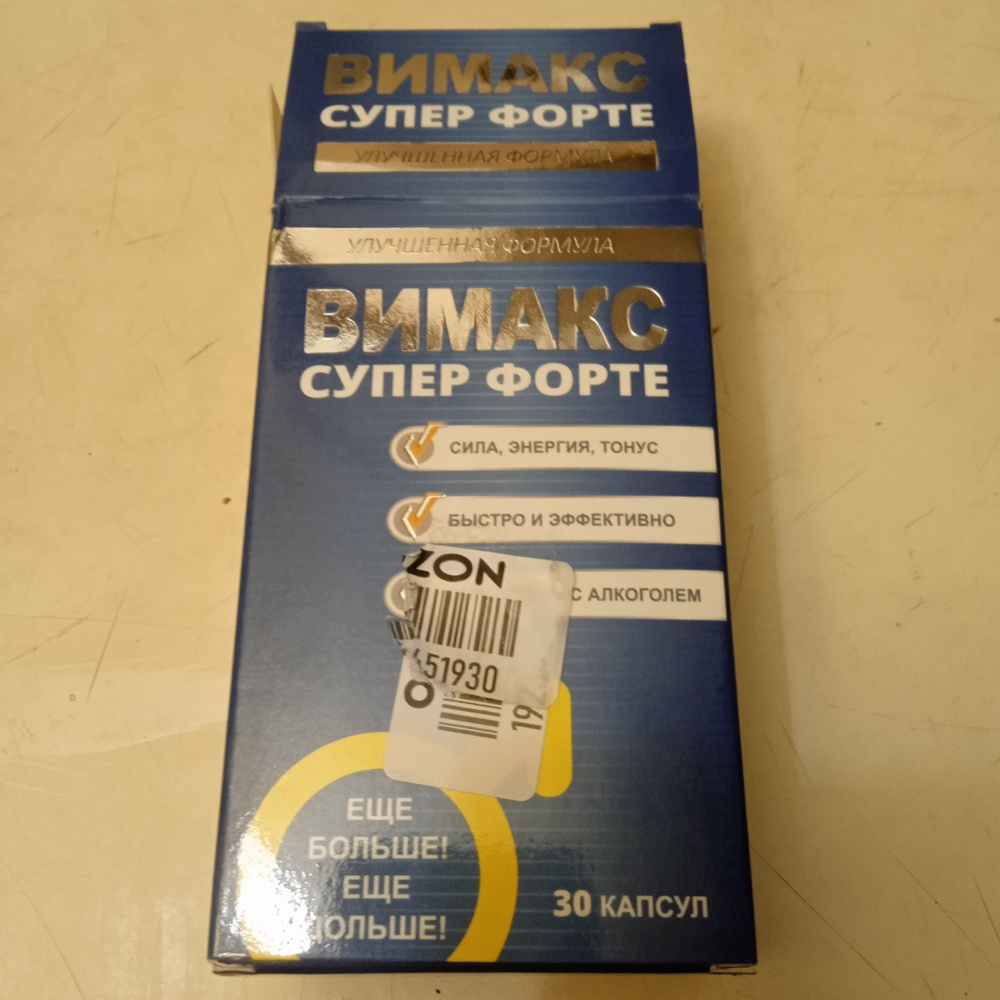 ВИМАКС
СУПЕР ФОРТЕ
УЛУЧШЕННАЯ ФОРМУЛА
УЛУЧШЕННАЯ ФОРМУЛА
ВИМАКС
СУПЕР ФОРТЕ
СИЛА, ЭНЕРГИЯ, ТОНУС
БЫСТРО И ЭФФЕКТИВНО
С АЛКОГОЛЕМ
ZON
51930
ЕЩЕ
БОЛЬШЕ!
ЕЩЕ
ДОЛЬШЕ!
30 КАПСУЛ